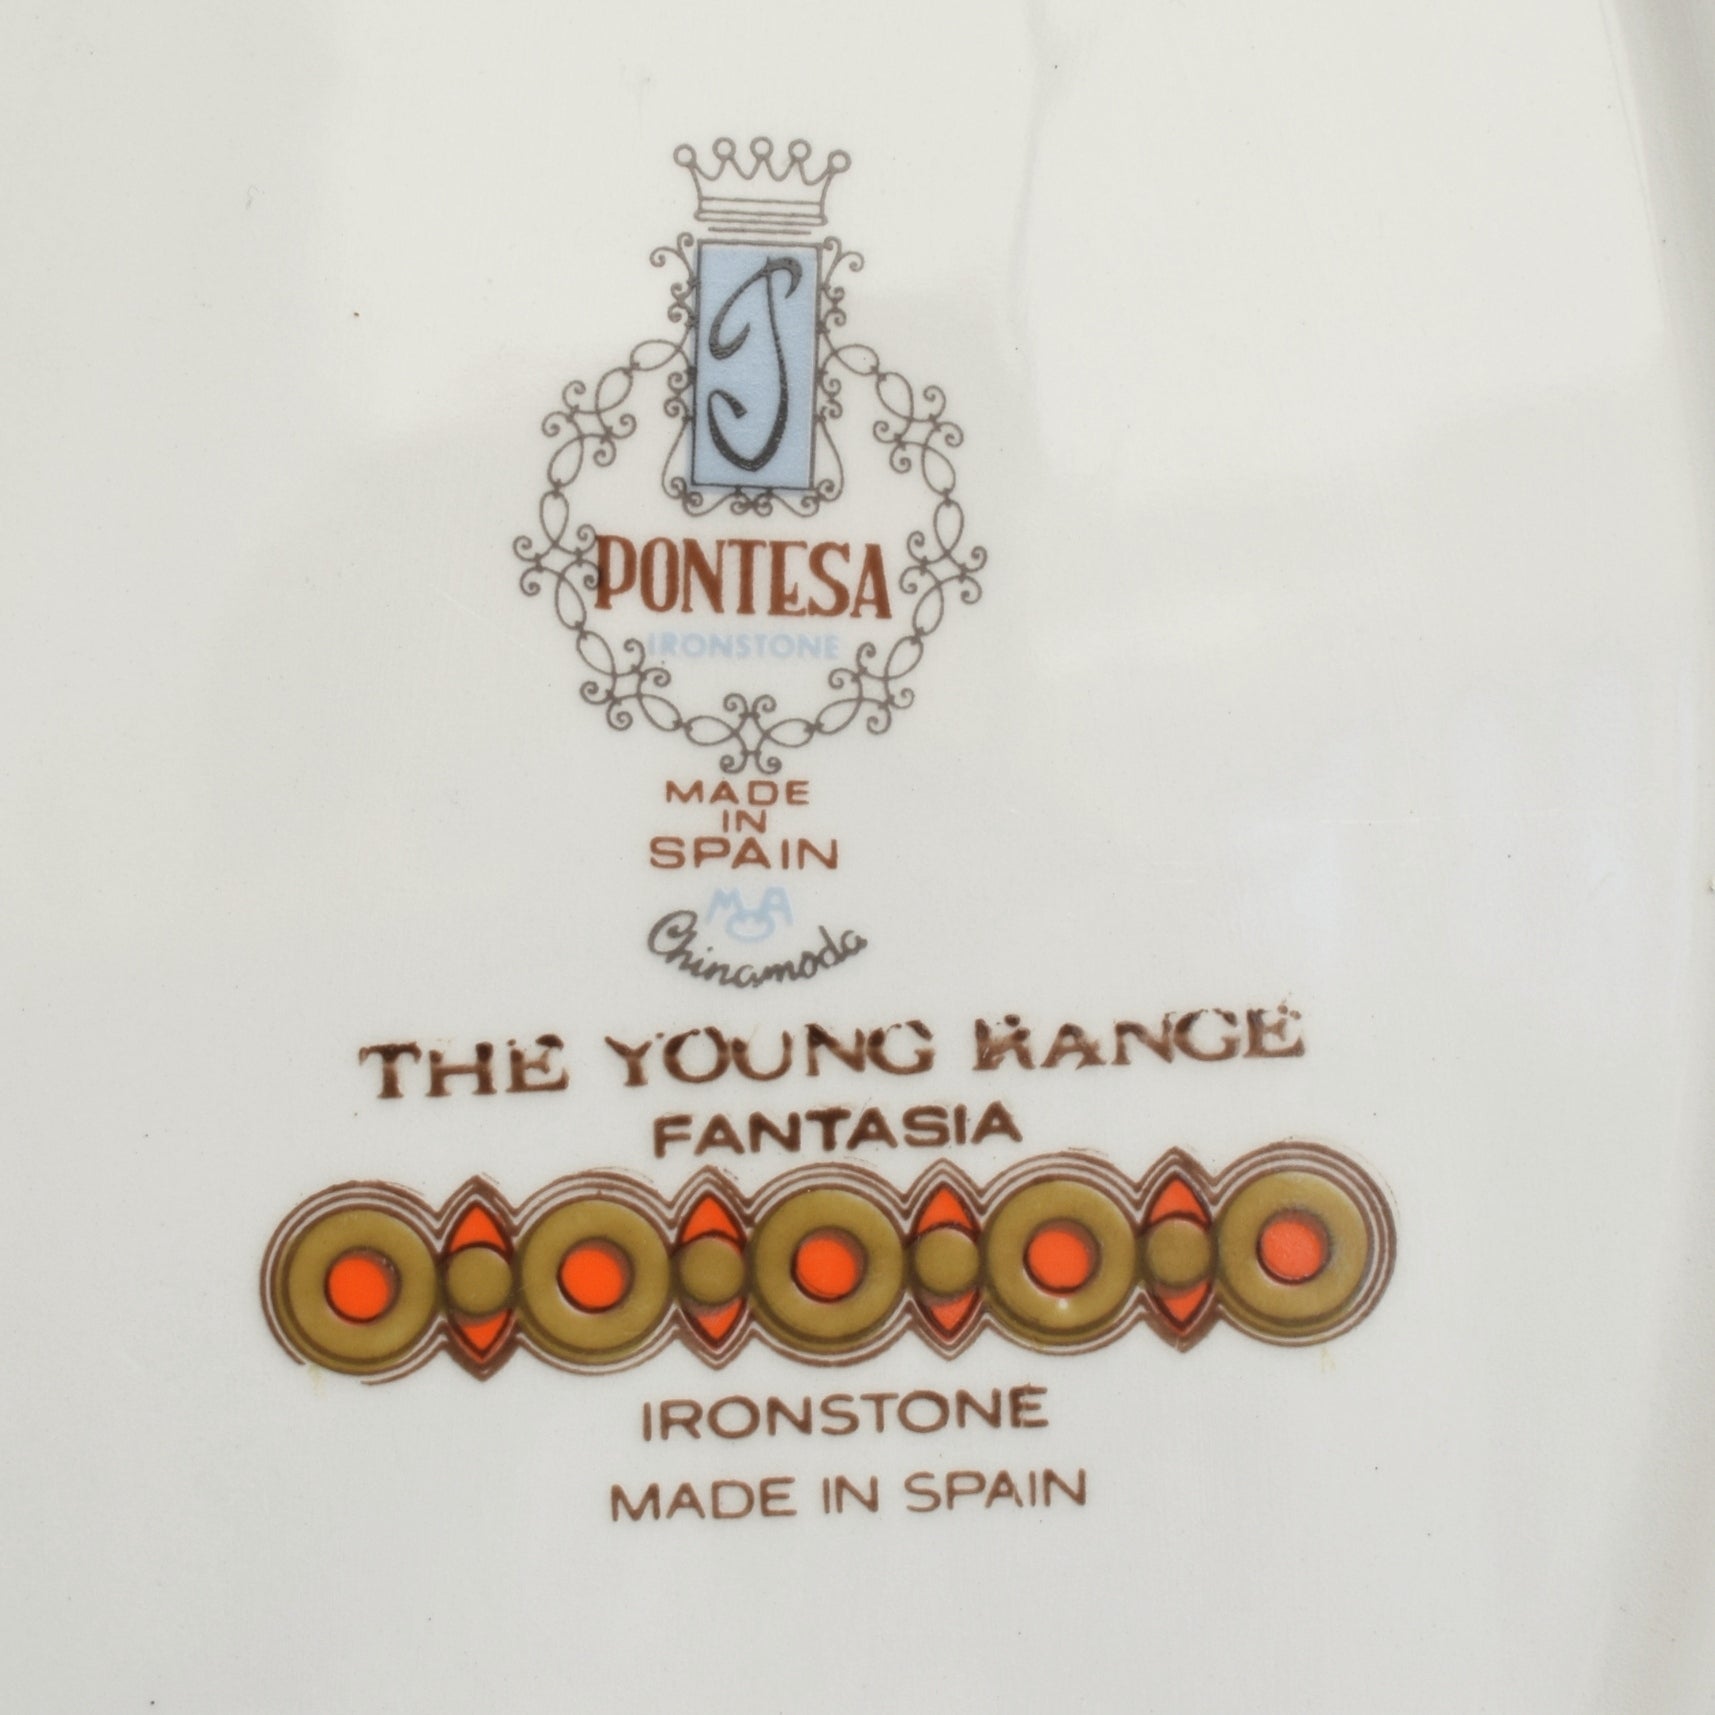 P
PONTESA
IRONSTONE
MADE
IN
SPAIN
Chinamoda
THE YOUNG RANGE
FANTASIA
IRONSTONE
MADE IN SPAIN